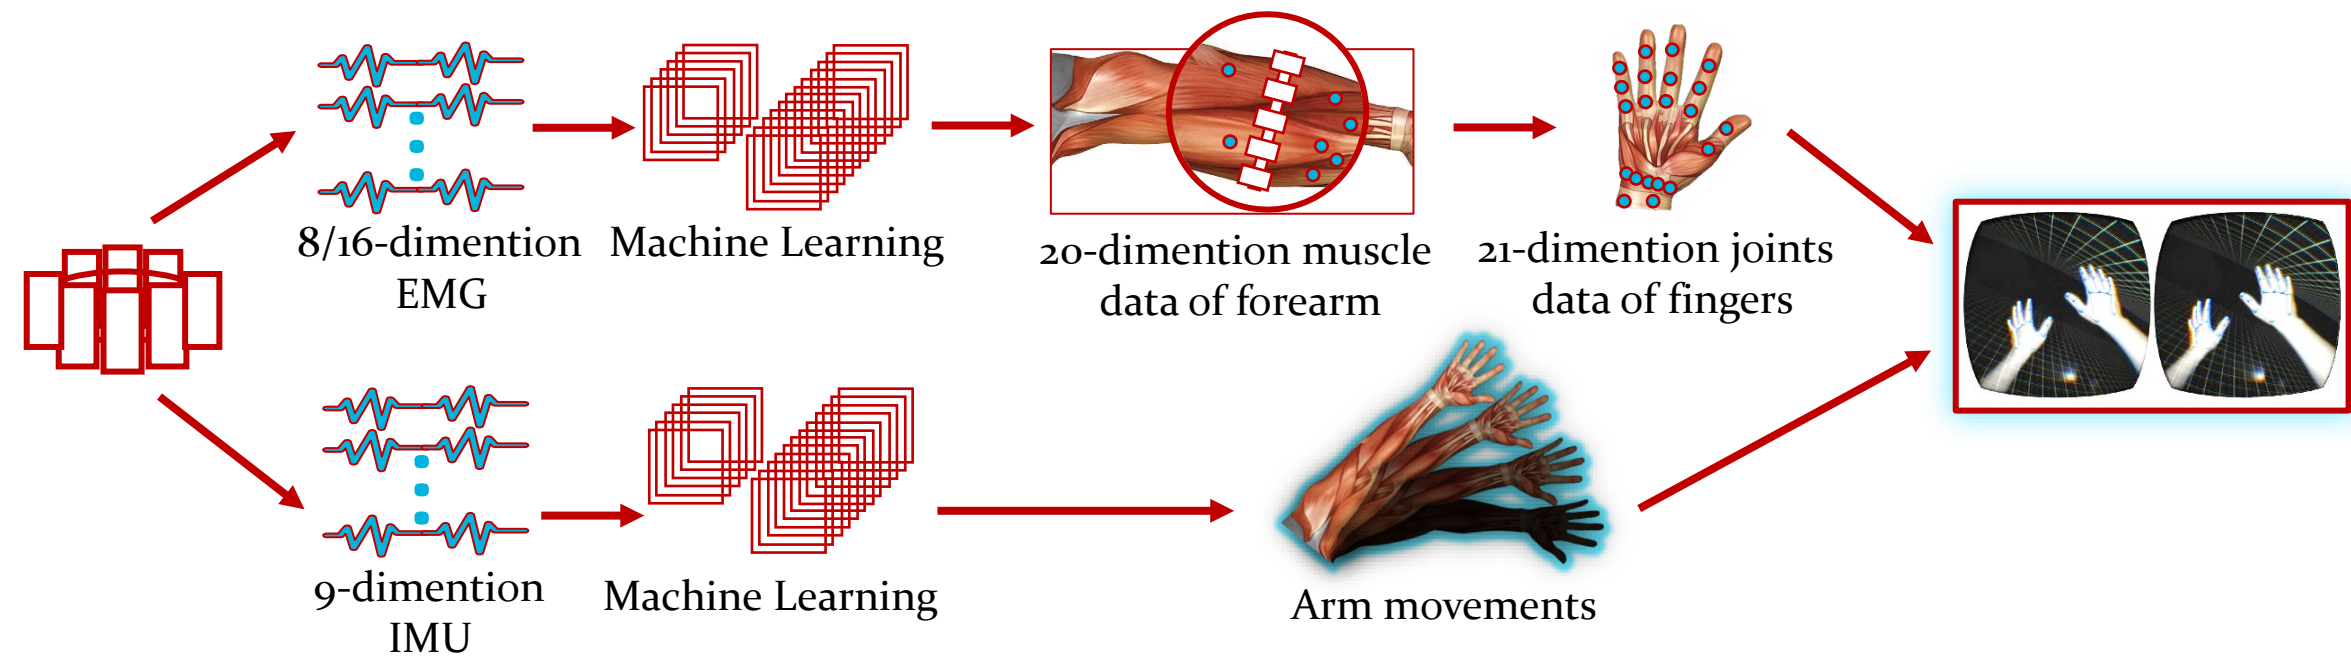 8/16-dimention
EMG
Machine Learning
20-dimention muscle
data of forearm
21-dimention joints
data of fingers
9-dimention
IMU
Machine Learning
Arm movements